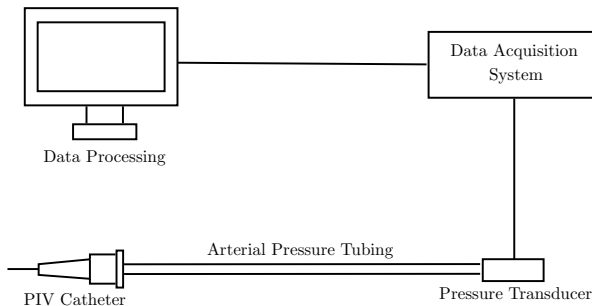 Data Acquisition
System
Data Processing
Arterial Pressure Tubing
PIV Catheter
Pressure Transducer